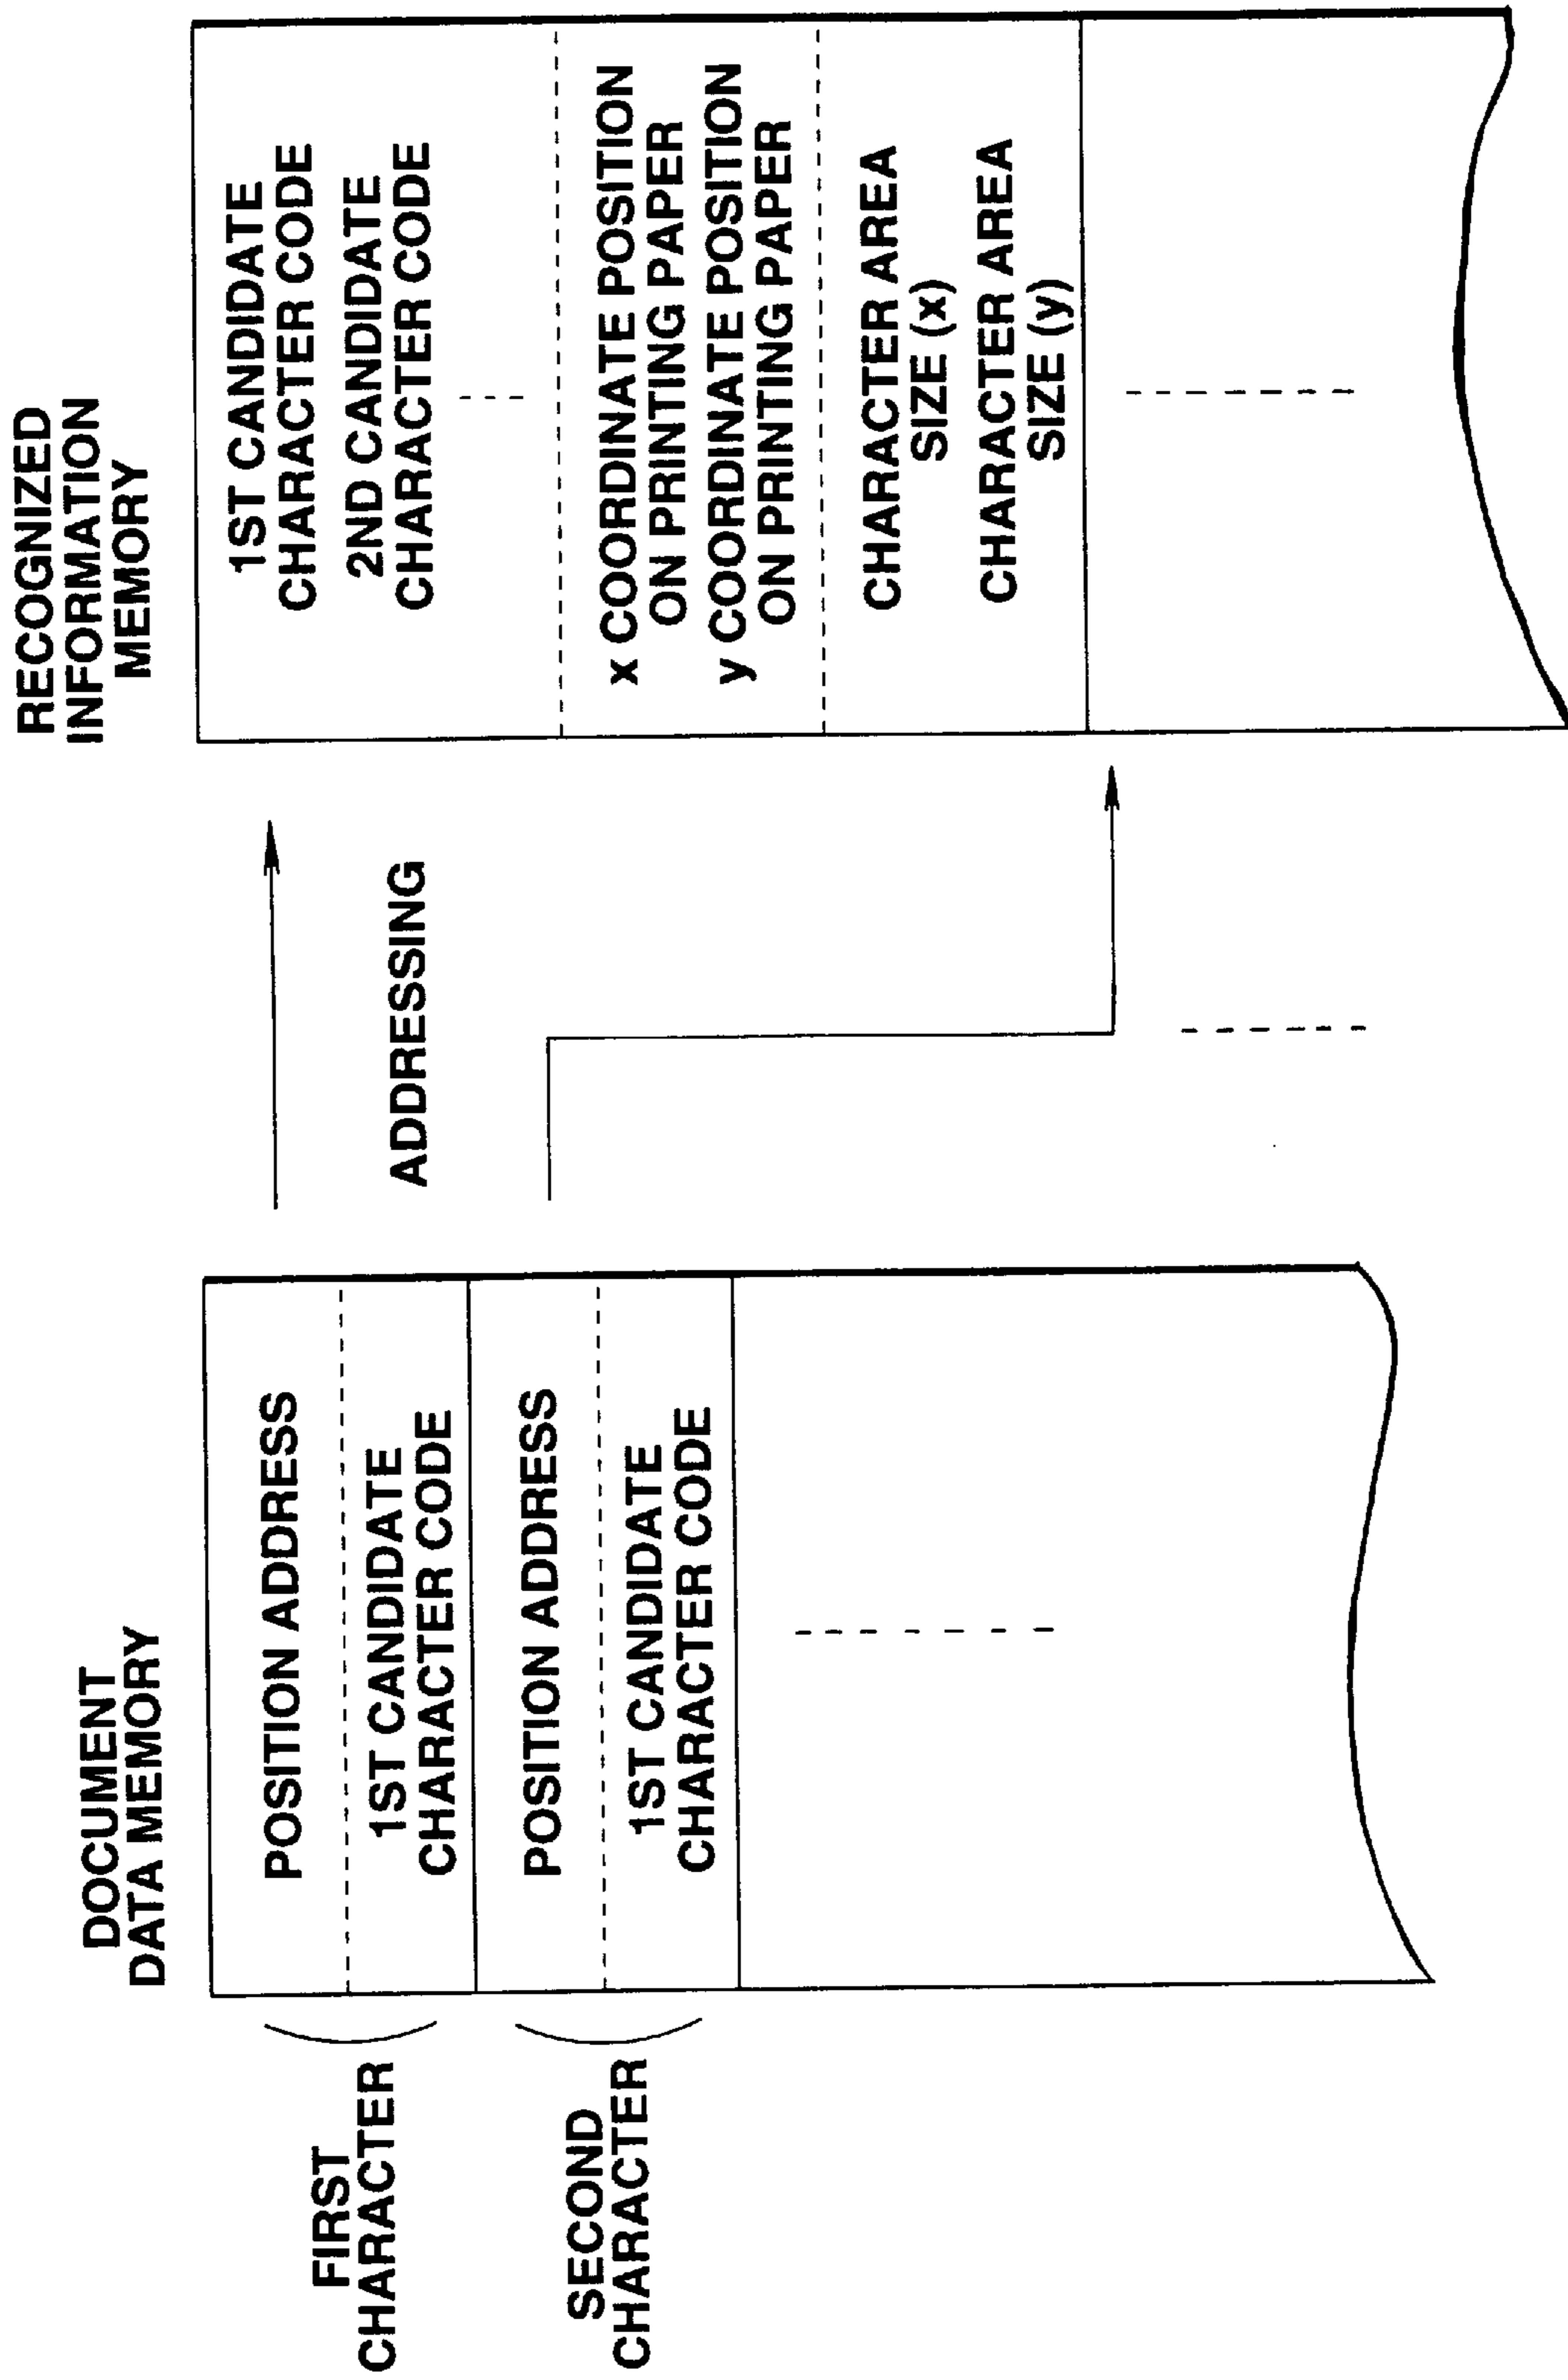 DOCUMENT
DATA MEMORY
FIRST
CHARACTER
POSITION ADDRESS
1ST CANDIDATE
CHARACTER CODE
SECOND
CHARACTER
POSITION ADDRESS
1ST CANDIDATE
CHARACTER CODE
ADDRESSING
RECOGNIZED
INFORMATION
MEMORY
1ST CANDIDATE
CHARACTER CODE
2ND CANDIDATE
CHARACTER CODE
x COORDINATE POSITION
ON PRINTING PAPER
y COORDINATE POSITION
ON PRINTING PAPER
CHARACTER AREA
SIZE (x)
CHARACTER AREA
SIZE (y)